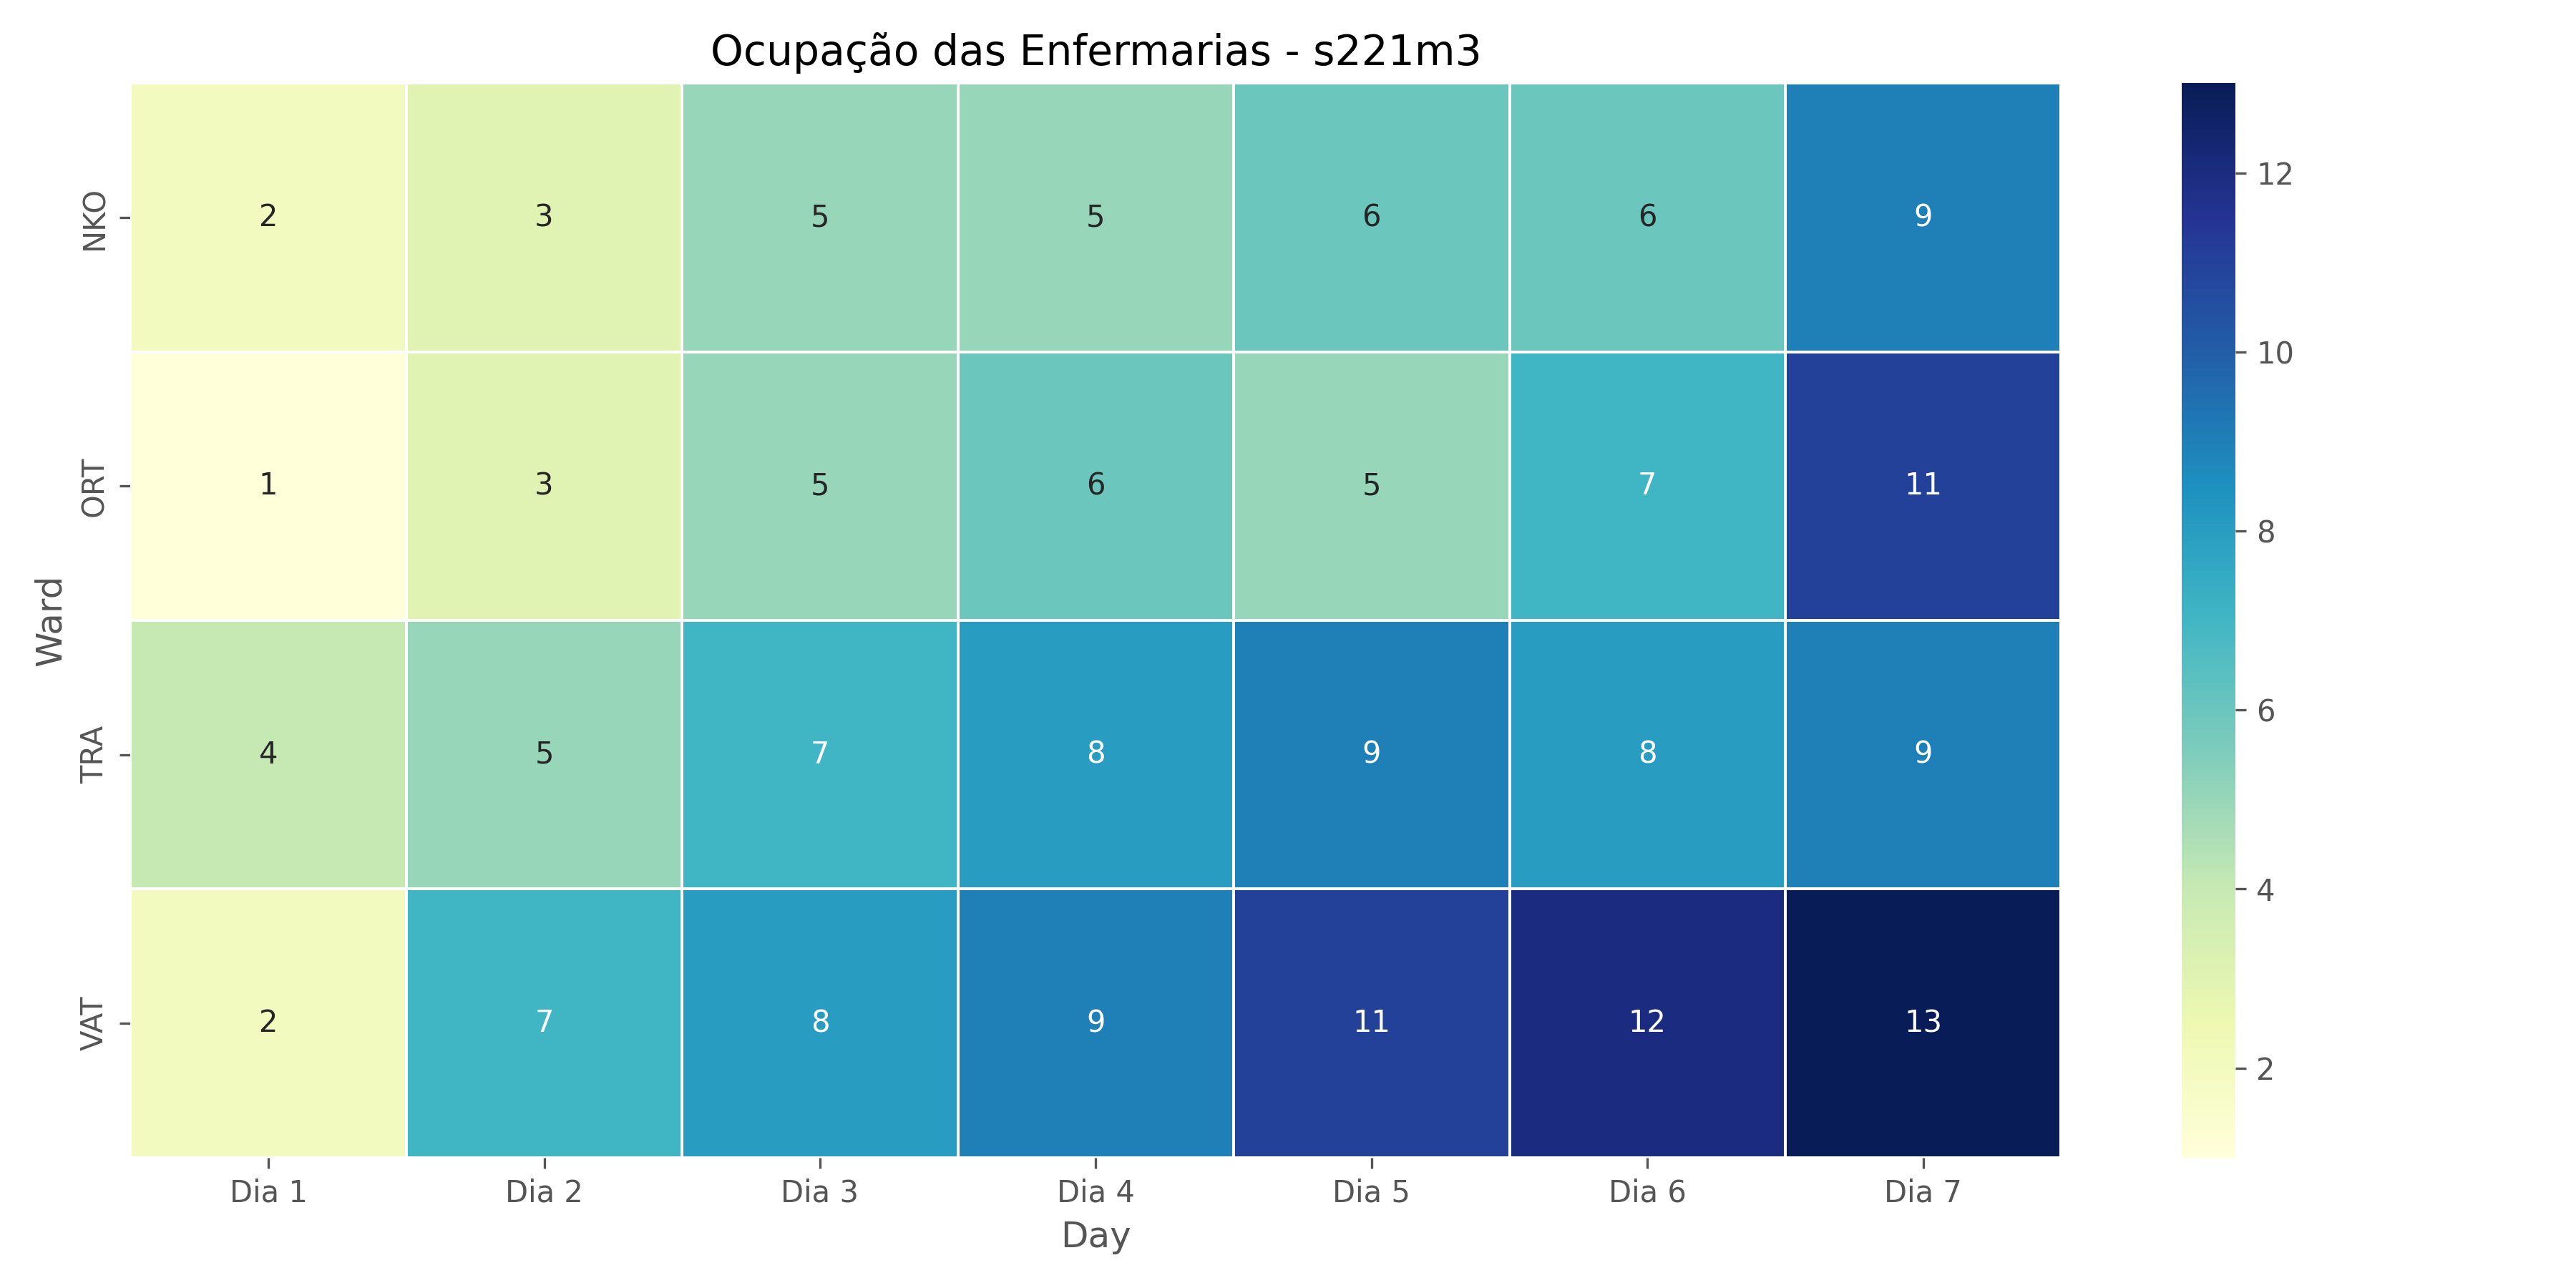 Ocupação das Enfermarias - s221m3
Ward
NKO 2 3 5 5 6 6 9
ORT 1 3 5 6 5 7 11
TRA 4 5 7 8 9 8 9
VAT 2 7 8 9 11 12 13
Dia 1 Dia 2 Dia 3 Dia 4 Dia 5 Dia 6 Dia 7
Day
12
10
8
6
4
2